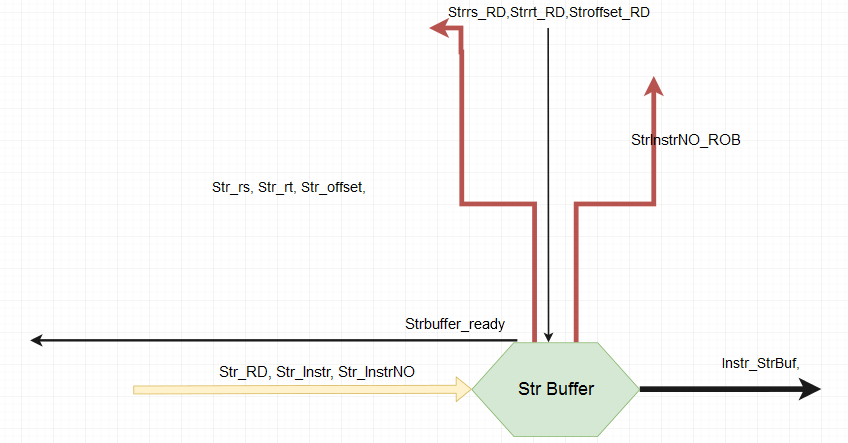 Strrs_RD,Strrt_RD,Stroffset_RD
StrInstrNO_ROB
Str_rs, Str_rt, Str_offset,
Strbuffer_ready
Instr_StrBuf,
Str_RD, Str_Instr, Str_InstrNO
Str Buffer